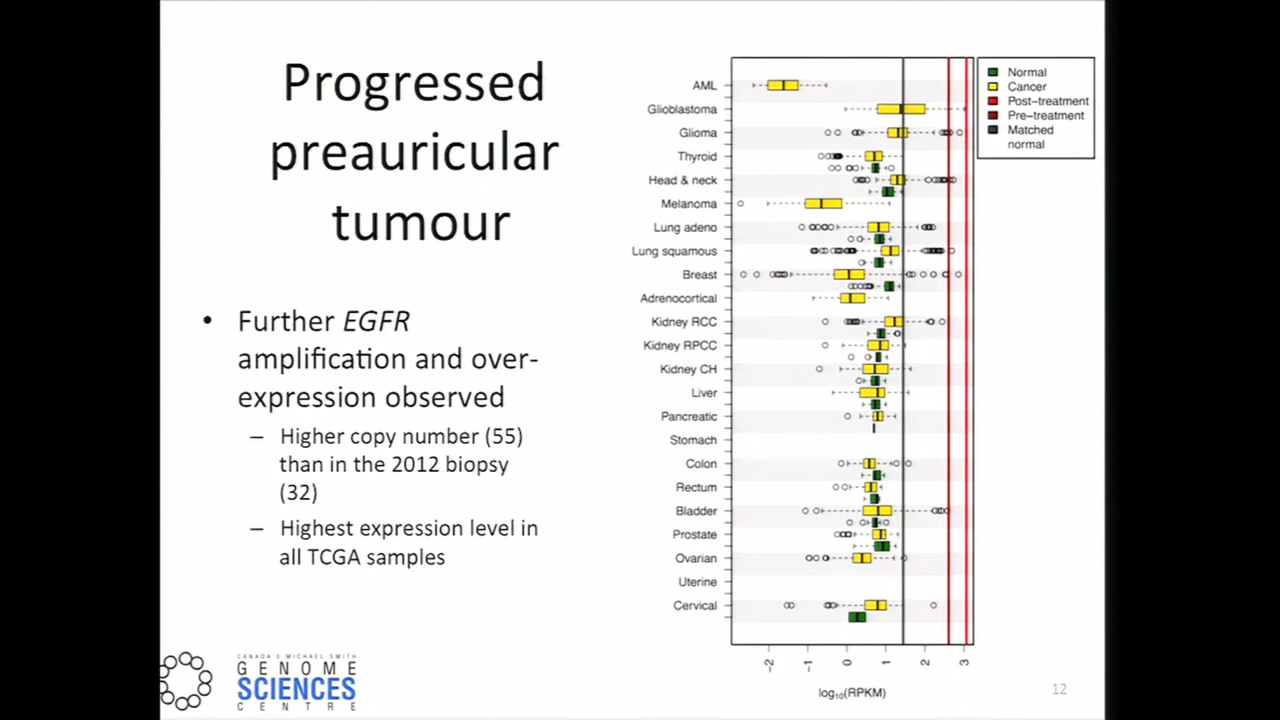 Progressed
preauricular
tumour
• Further EGFR
amplification and over-
expression observed
– Higher copy number (55)
than in the 2012 biopsy
(32)
– Highest expression level in
all TCGA samples
AML
Glioblastoma
Glioma
Thyroid
Head & neck
Melanoma
Lung adeno
Lung squamous
Breast
Adrenocortical
Kidney RCC
Kidney RPCC
Kidney CH
Liver
Pancreatic
Stomach
Colon
Rectum
Bladder
Prostate
Ovarian
Uterine
Cervical
-2 -1 0 1 2 3
log10(RPKM)
Normal
Cancer
Post-treatment
Pre-treatment
Matched
normal
CANADA'S MICHAEL SMITH
GENOME
SCIENCES
CENTRE
12